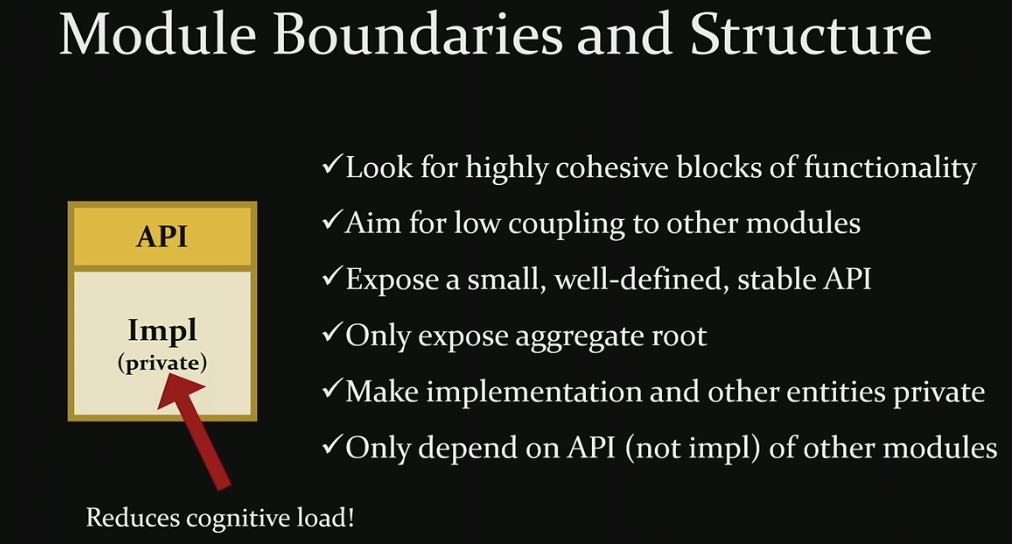 Module Boundaries and Structure
✓Look for highly cohesive blocks of functionality
✓Aim for low coupling to other modules
✓Expose a small, well-defined, stable API
✓Only expose aggregate root
✓Make implementation and other entities private
✓Only depend on API (not impl) of other modules
API
Impl
(private)
Reduces cognitive load!